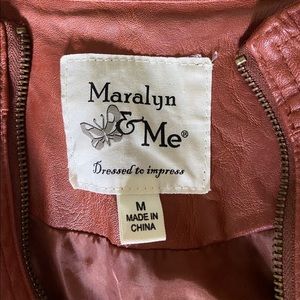 Maralyn
& Me®
Dressed to impress
M
MADE IN
CHINA